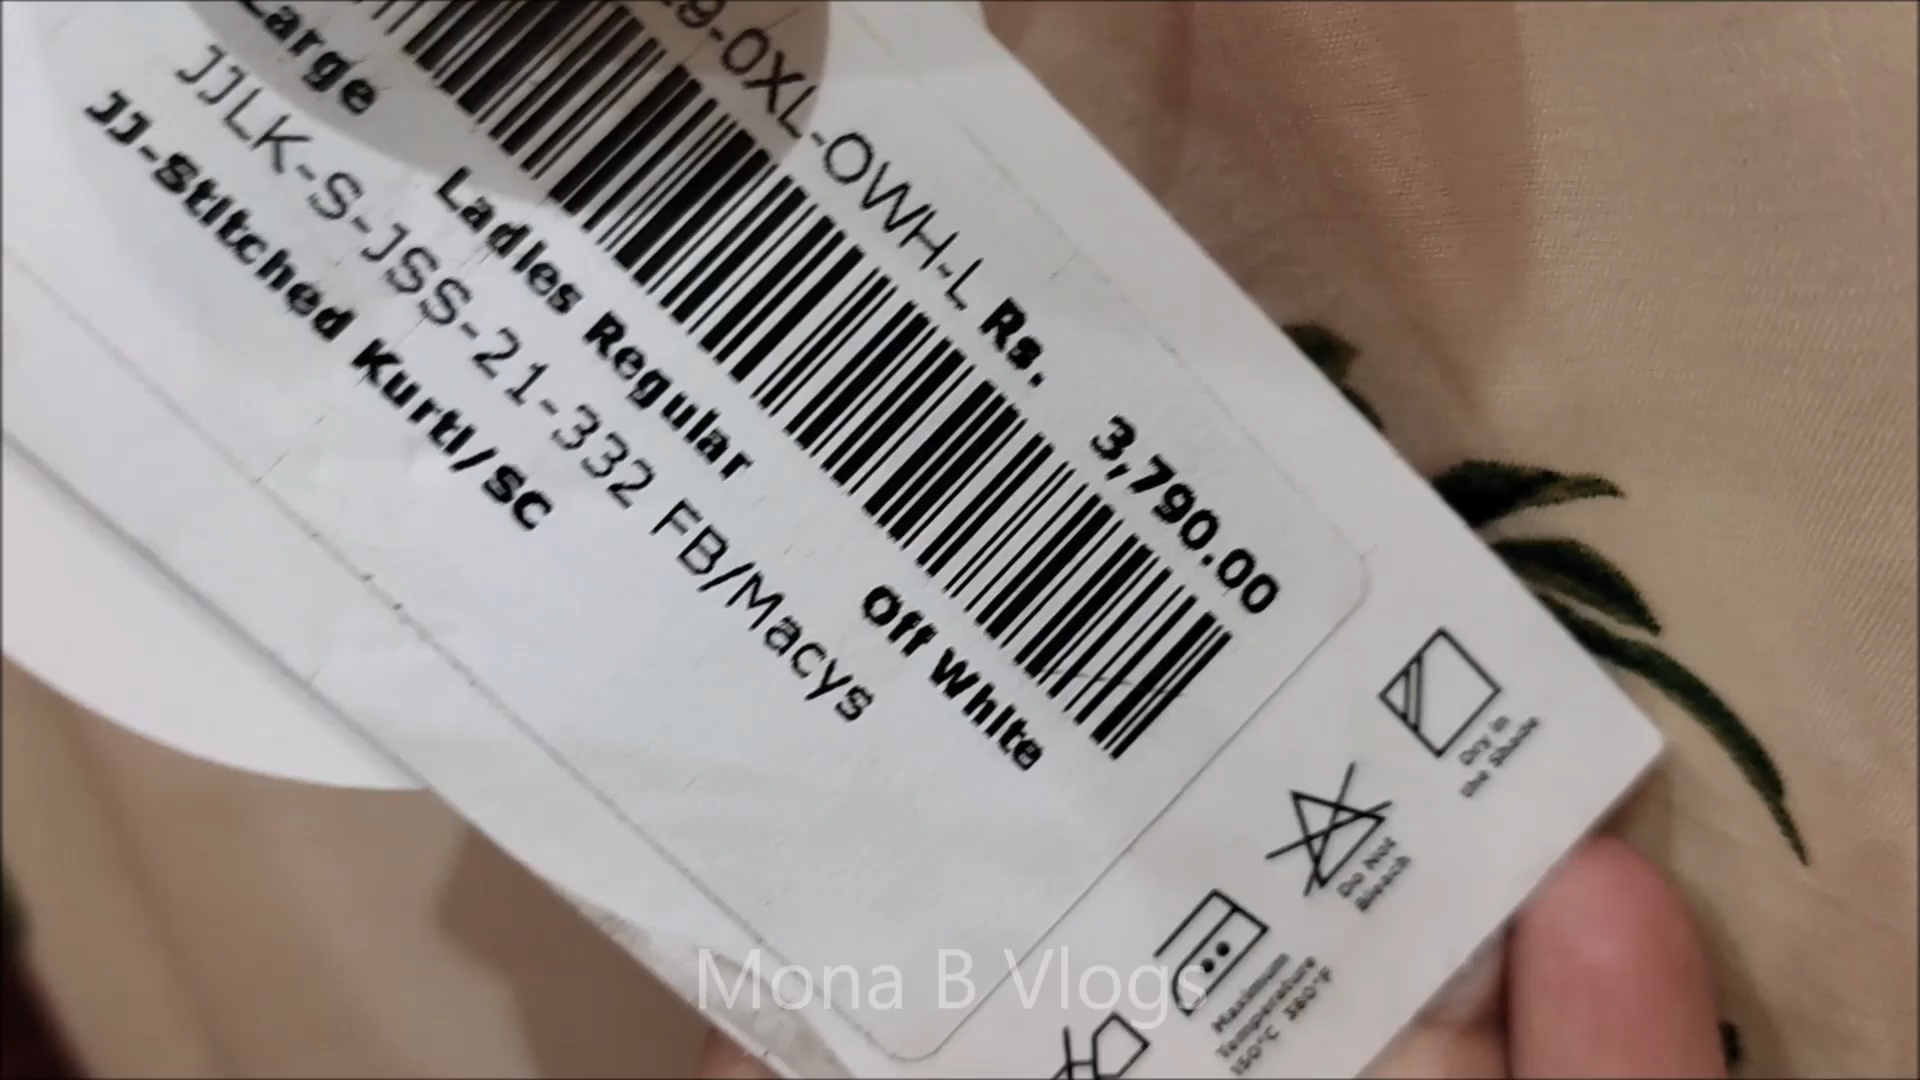 9-0XL-OWH-L Rs. 3,790.00
Large Ladies Regular Off White
JJLK-S-JSS-21-332 FB/Macys
JJ-Stitched Kurti/SC
Dry in
the Shade
Do Not
Bleach
Maximum
Temperature
150°C 380°F
Mona B Vlogs